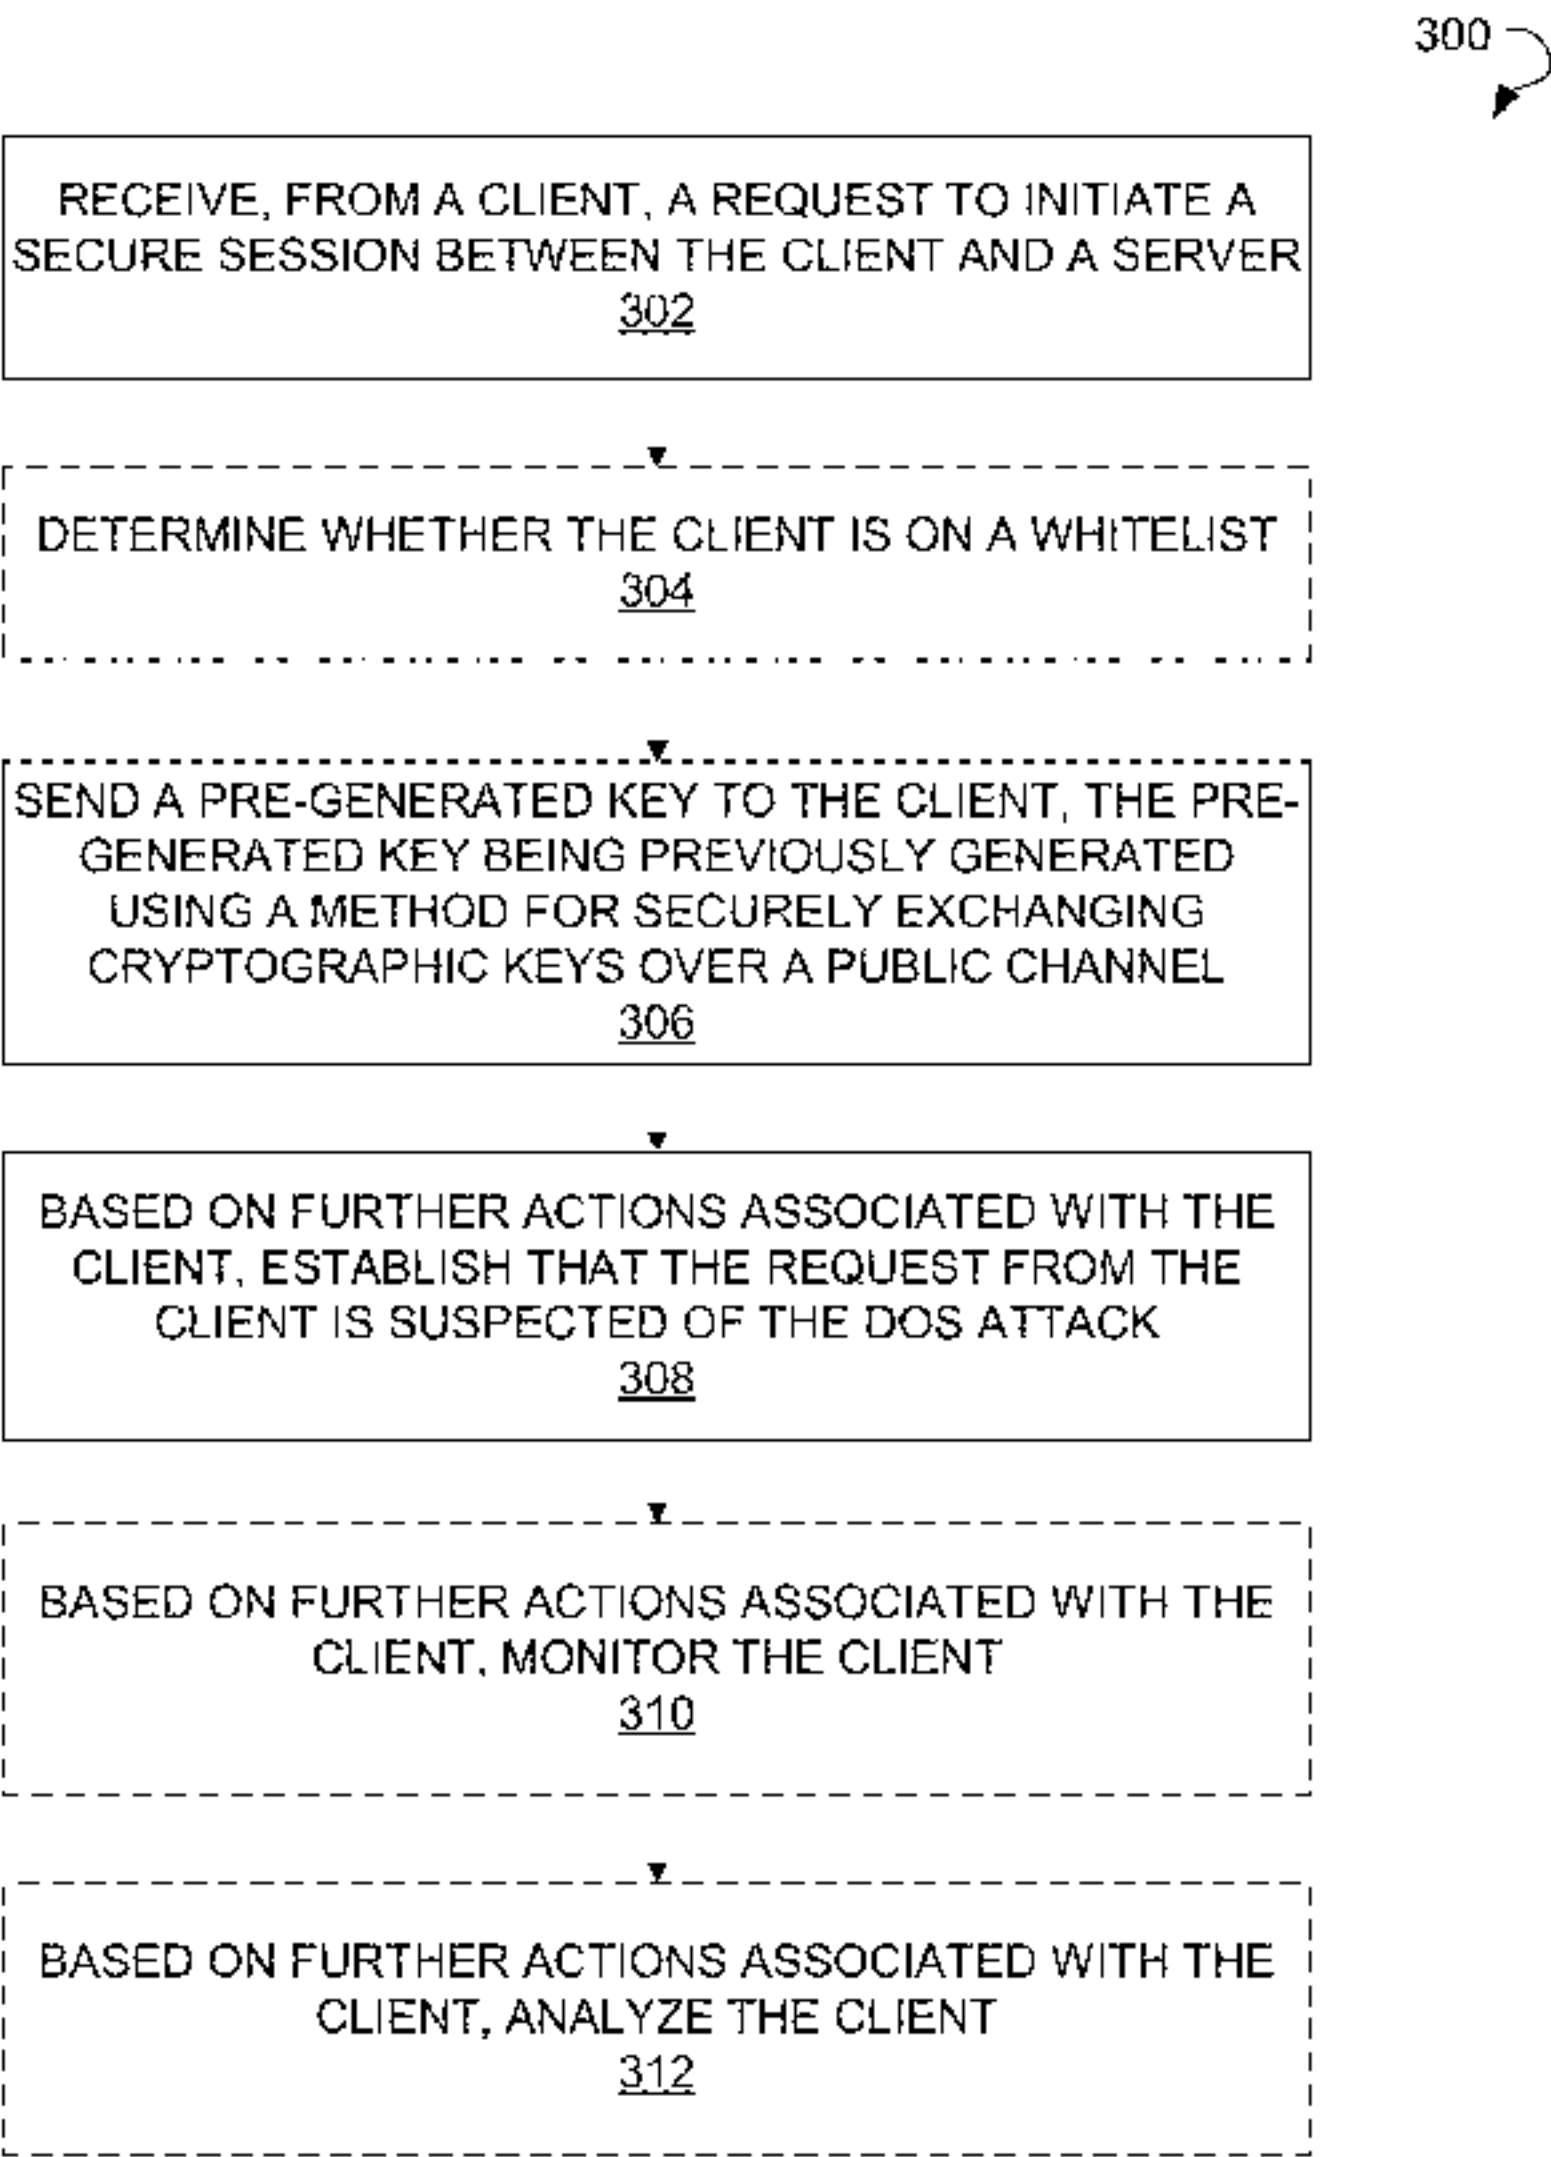 300
RECEIVE, FROM A CLIENT, A REQUEST TO INITIATE A
SECURE SESSION BETWEEN THE CLIENT AND A SERVER
302
DETERMINE WHETHER THE CLIENT IS ON A WHITELIST
304
SEND A PRE-GENERATED KEY TO THE CLIENT, THE PRE-
GENERATED KEY BEING PREVIOUSLY GENERATED
USING A METHOD FOR SECURELY EXCHANGING
CRYPTOGRAPHIC KEYS OVER A PUBLIC CHANNEL
306
BASED ON FURTHER ACTIONS ASSOCIATED WITH THE
CLIENT, ESTABLISH THAT THE REQUEST FROM THE
CLIENT IS SUSPECTED OF THE DOS ATTACK
308
BASED ON FURTHER ACTIONS ASSOCIATED WITH THE
CLIENT, MONITOR THE CLIENT
310
BASED ON FURTHER ACTIONS ASSOCIATED WITH THE
CLIENT, ANALYZE THE CLIENT
312